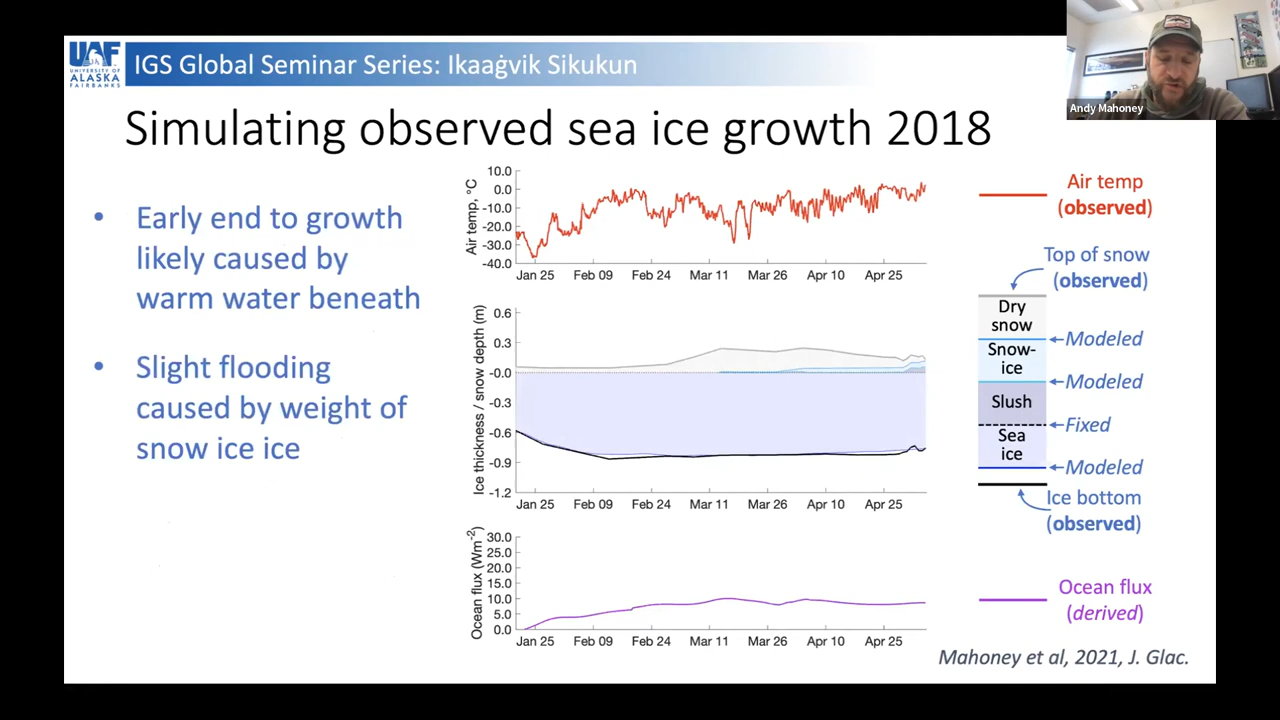 UAF
UNIVERSITY OF
ALASKA
FAIRBANKS
IGS Global Seminar Series: Ikaaġvik Sikukun
Andy Mahoney
Simulating observed sea ice growth 2018
• Early end to growth
likely caused by
warm water beneath
• Slight flooding
caused by weight of
snow ice ice
Air temp, °C
10.0
0.0
-10.0
-20.0
-30.0
-40.0
Jan 25 Feb 09 Feb 24 Mar 11 Mar 26 Apr 10 Apr 25
Ice thickness / snow depth (m)
0.6
0.3
-0.0
-0.3
-0.6
-0.9
-1.2
Jan 25 Feb 09 Feb 24 Mar 11 Mar 26 Apr 10 Apr 25
Ocean flux (Wm-2)
30.0
25.0
20.0
15.0
10.0
5.0
0.0
Jan 25 Feb 09 Feb 24 Mar 11 Mar 26 Apr 10 Apr 25
Air temp
(observed)
Top of snow
(observed)
Dry
snow
Modeled
Snow-
ice
Modeled
Slush
Fixed
Sea
ice
Modeled
Ice bottom
(observed)
Ocean flux
(derived)
Mahoney et al, 2021, J. Glac.